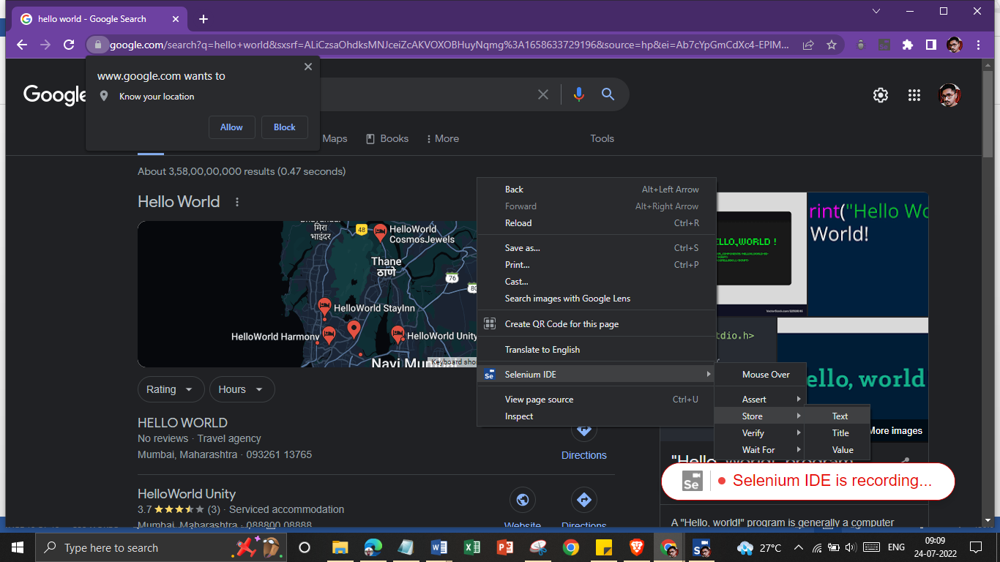 hello world - Google Search
google.com/search?q=hello+world&sxsrf=ALiCzsaOhdksMNJceiZcAKVOXOBHuyNqmg%3A1658633729196&source=hp&ei=Ab7cYpGmCdXc4-EPIM...
www.google.com wants to
Know your location
Allow
Block
Google
Maps
Books
More
Tools
About 3,58,00,00,000 results (0.47 seconds)
Hello World
48
HelloWorld
CosmosJewels
मिरा
भाइंदर
Thane
ठाणे
76
HelloWorld StayInn
HelloWorld Harmony
HelloWorld Unity
Navi Mum
Keyboard sho
Rating
Hours
HELLO WORLD
No reviews · Travel agency
Mumbai, Maharashtra · 093261 13765
Directions
HelloWorld Unity
3.7 (3) · Serviced accommodation
Mumbai, Maharashtra · 088800 08888
Website
Directions
Back Alt+Left Arrow
Forward Alt+Right Arrow
Reload Ctrl+R
Save as... Ctrl+S
Print... Ctrl+P
Cast...
Search images with Google Lens
Create QR Code for this page
Translate to English
Se Selenium IDE
View page source Ctrl+U
Inspect
Mouse Over
Assert
Store
Verify
Wait For
Text
Title
Value
ELLO,WORLD !
rint("Hello Wo
World!
tdio.h>
ello, world
More images
"Hello, World!" program
Se Selenium IDE is recording...
A "Hello, world!" program is generally a computer
Type here to search
27°C
ENG
09:09
24-07-2022